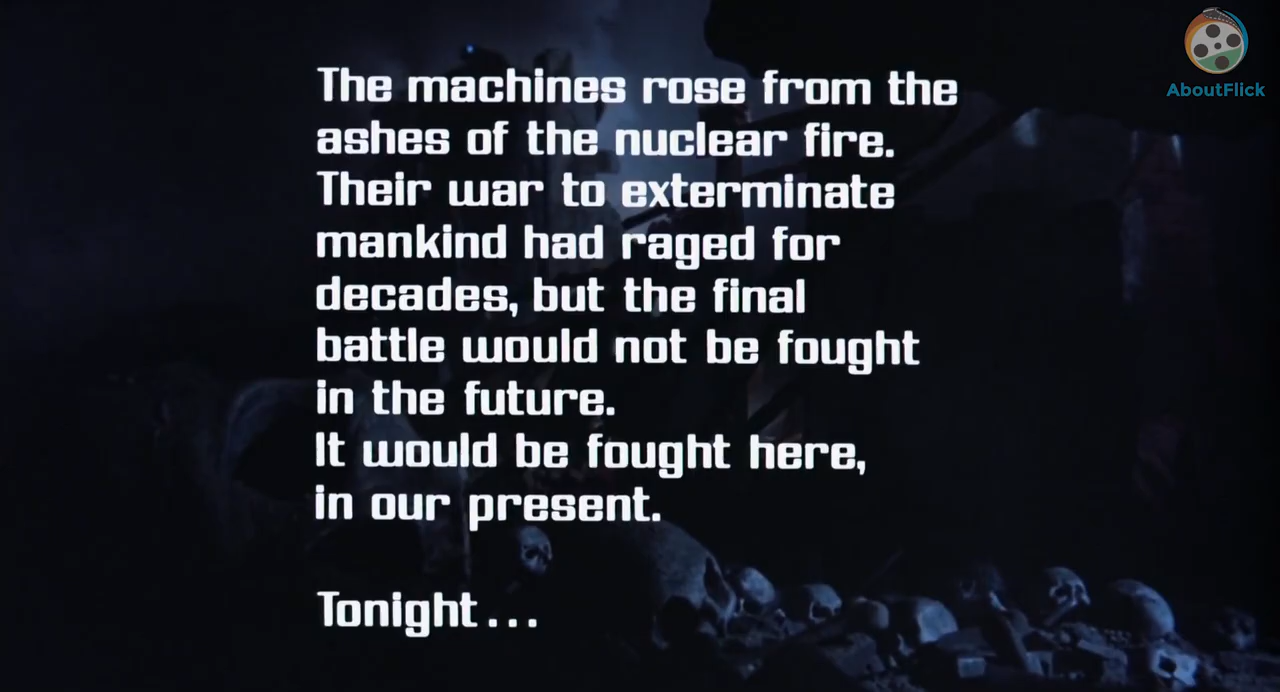 AboutFlick
The machines rose from the
ashes of the nuclear fire.
Their war to exterminate
mankind had raged for
decades, but the final
battle would not be fought
in the future.
It would be fought here,
in our present.
Tonight...